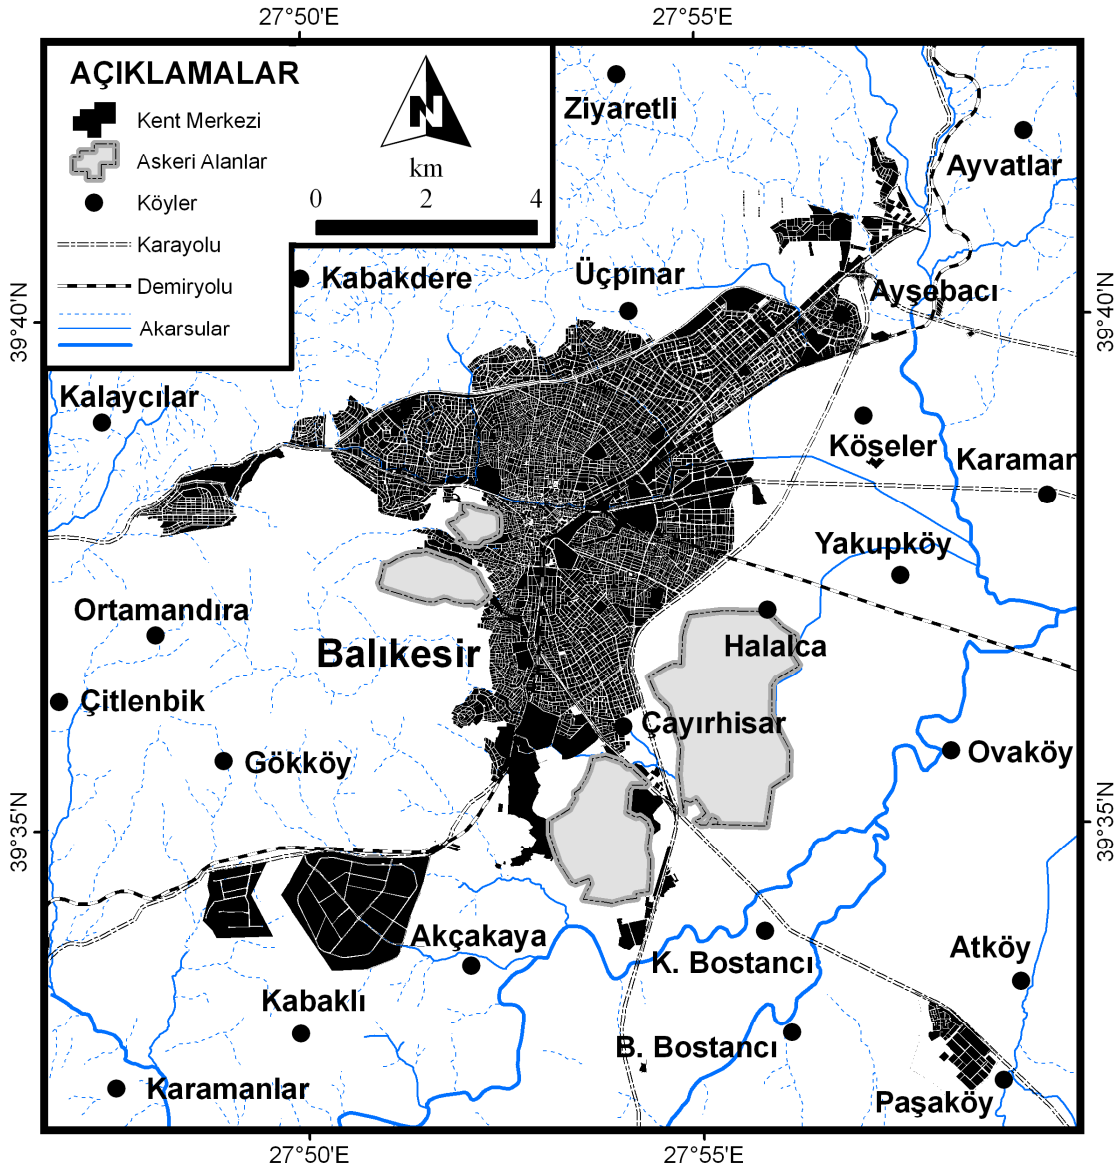 27°50'E
27°55'E
AÇIKLAMALAR
Kent Merkezi
Askeri Alanlar
Köyler
Karayolu
Demiryolu
Akarsular
N
km
0 2 4
Ziyaretli
Ayvatlar
Kabakdere
Üçpınar
Ayşebacı
39°40'N
39°40'N
Kalaycılar
Köşeler
Karaman
Yakupköy
Ortamandıra
Halalca
Balıkesir
Çitlenbik
Çayırhisar
Gökköy
Ovaköy
39°35'N
39°35'N
Akçakaya
K. Bostancı
Atköy
Kabaklı
B. Bostancı
Karamanlar
Paşaköy
27°50'E
27°55'E